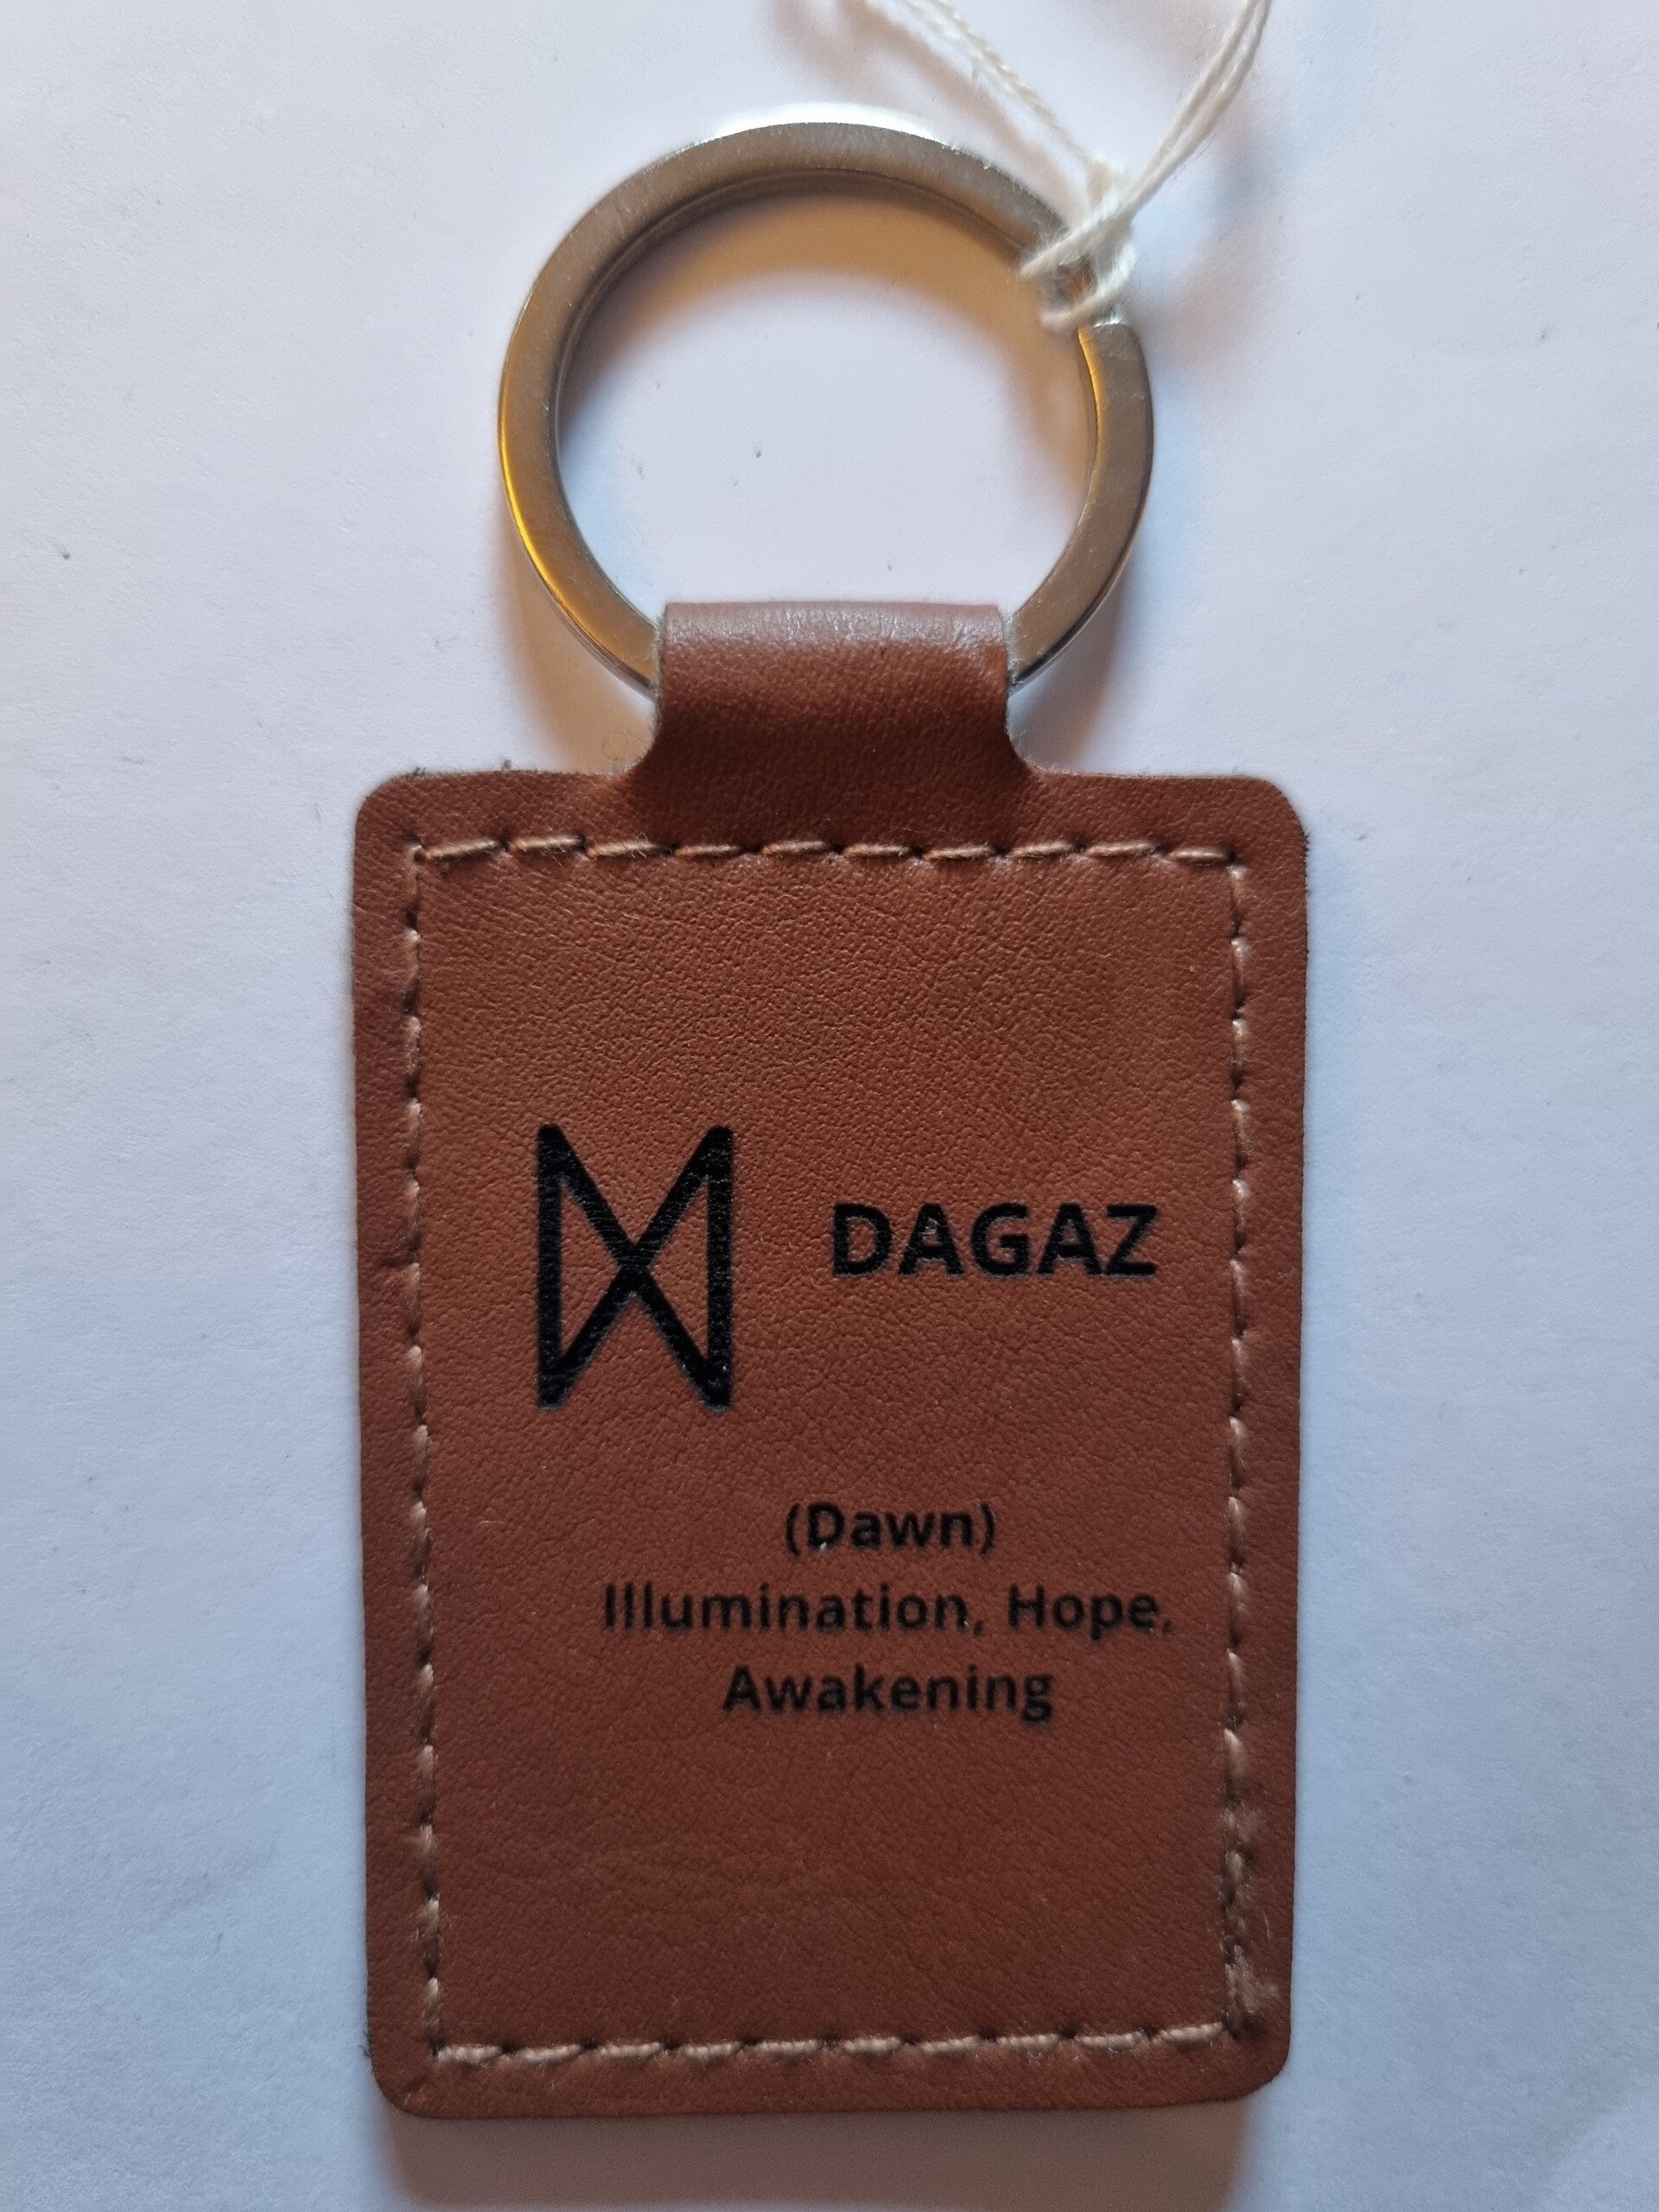 ᛞ DAGAZ
(Dawn)
Illumination, Hope,
Awakening